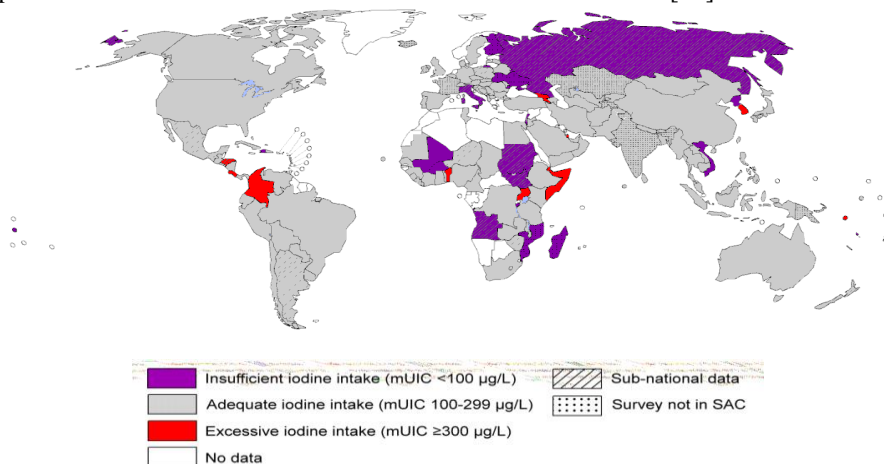 Insufficient iodine intake (mUIC <100 µg/L)
Sub-national data
Adequate iodine intake (mUIC 100-299 µg/L)
Survey not in SAC
Excessive iodine intake (mUIC ≥300 µg/L)
No data